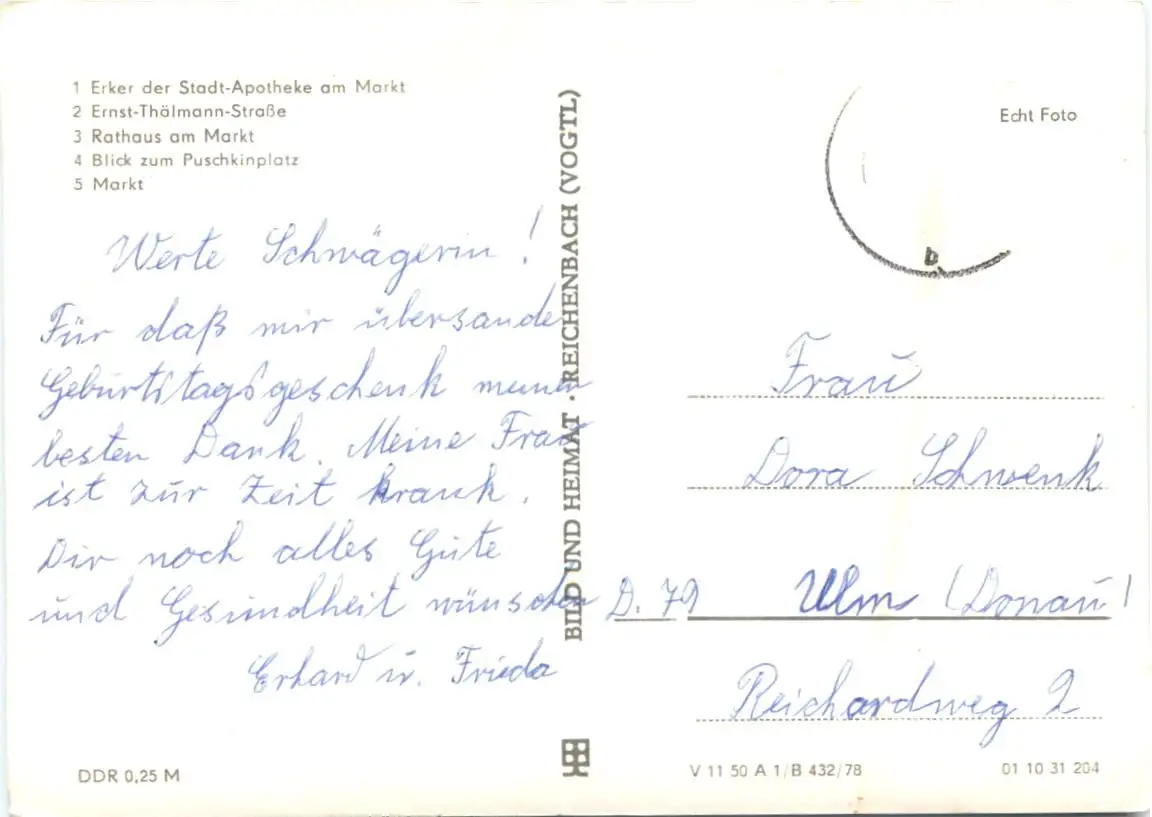 1 Erker der Stadt-Apotheke am Markt
2 Ernst-Thälmann-Straße
3 Rathaus am Markt
4 Blick zum Puschkinplatz
5 Markt
Werte Schwägerin!
Für daß mir übersande
Geburtstagsgeschenk meinen
besten Dank. Meine Frau
ist zur Zeit krank.
Dir noch alles Gute
und Gesundheit wünschen
Erhard u. Frieda
DDR 0,25 M
BILD UND HEIMAT · REICHENBACH (VOGTL)
Echt Foto
b
Frau
Dora Schwenk
D. 79 Ulm (Donau)
Reichardweg 2
V 11 50 A 1/B 432/78
01 10 31 204